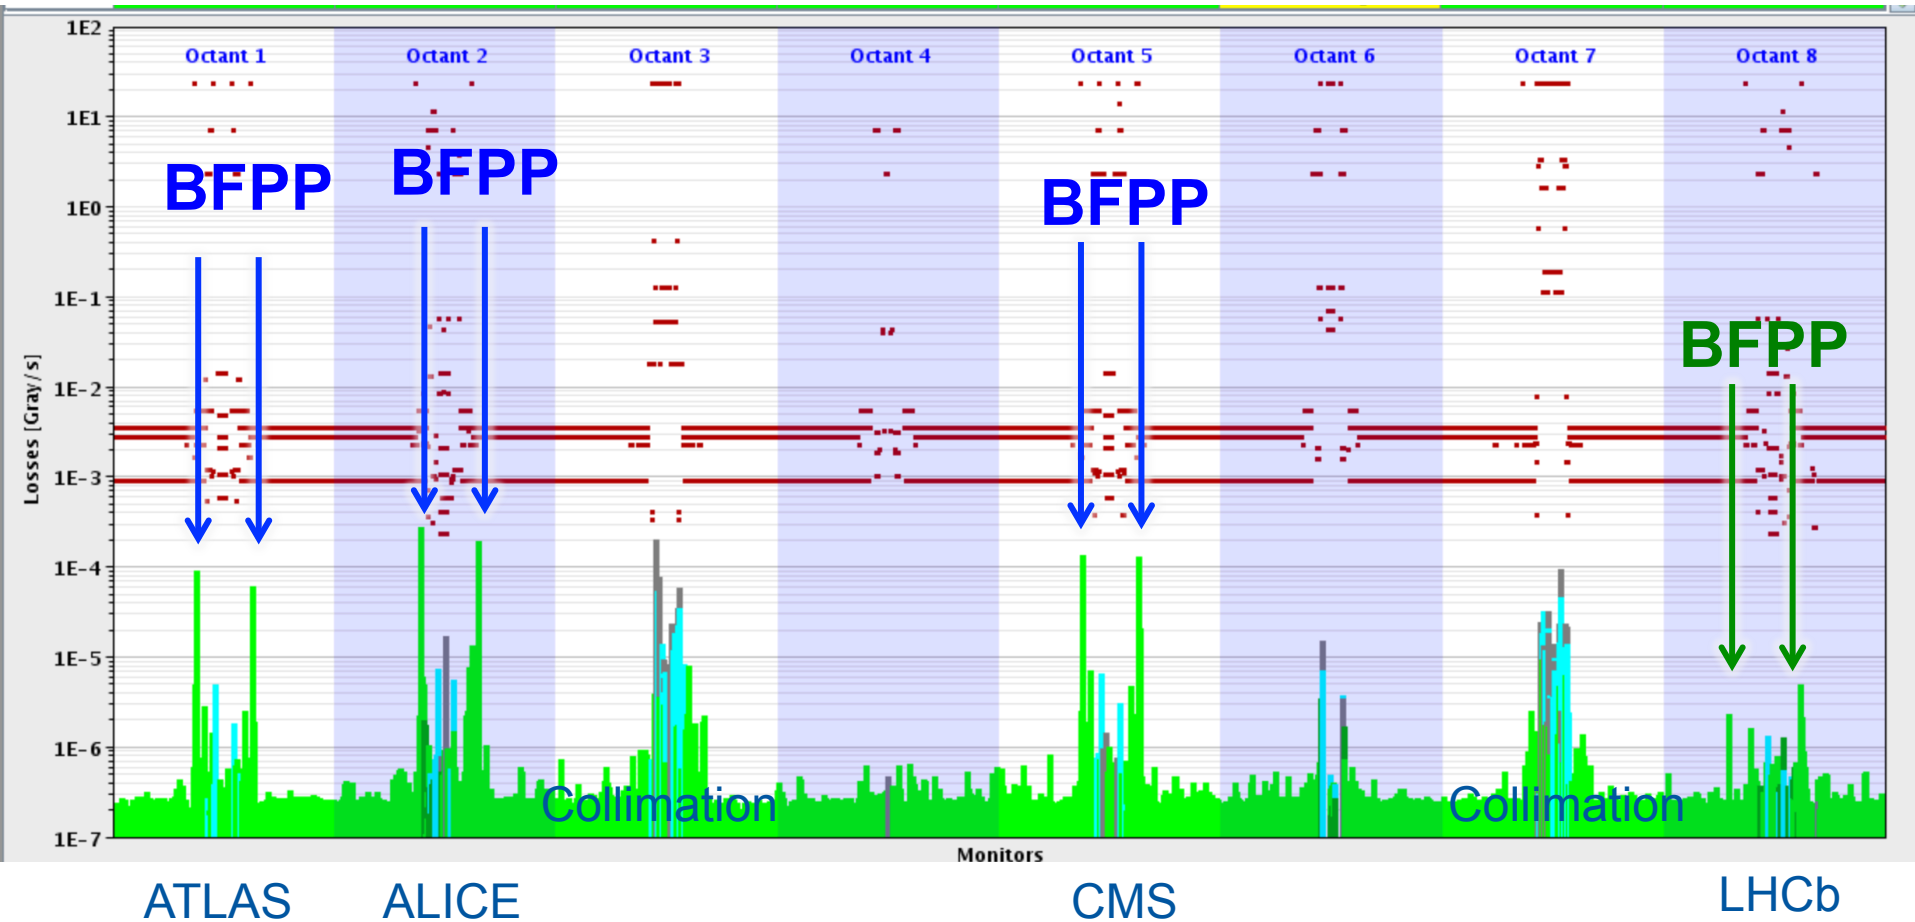 1E2
Octant 1 Octant 2 Octant 3 Octant 4 Octant 5 Octant 6 Octant 7 Octant 8
1E1
BFPP BFPP BFPP
1E0
1E-1
BFPP
1E-2
Losses [Gray/s]
1E-3
1E-4
1E-5
1E-6
Collimation Collimation
1E-7
Monitors
ATLAS ALICE CMS LHCb